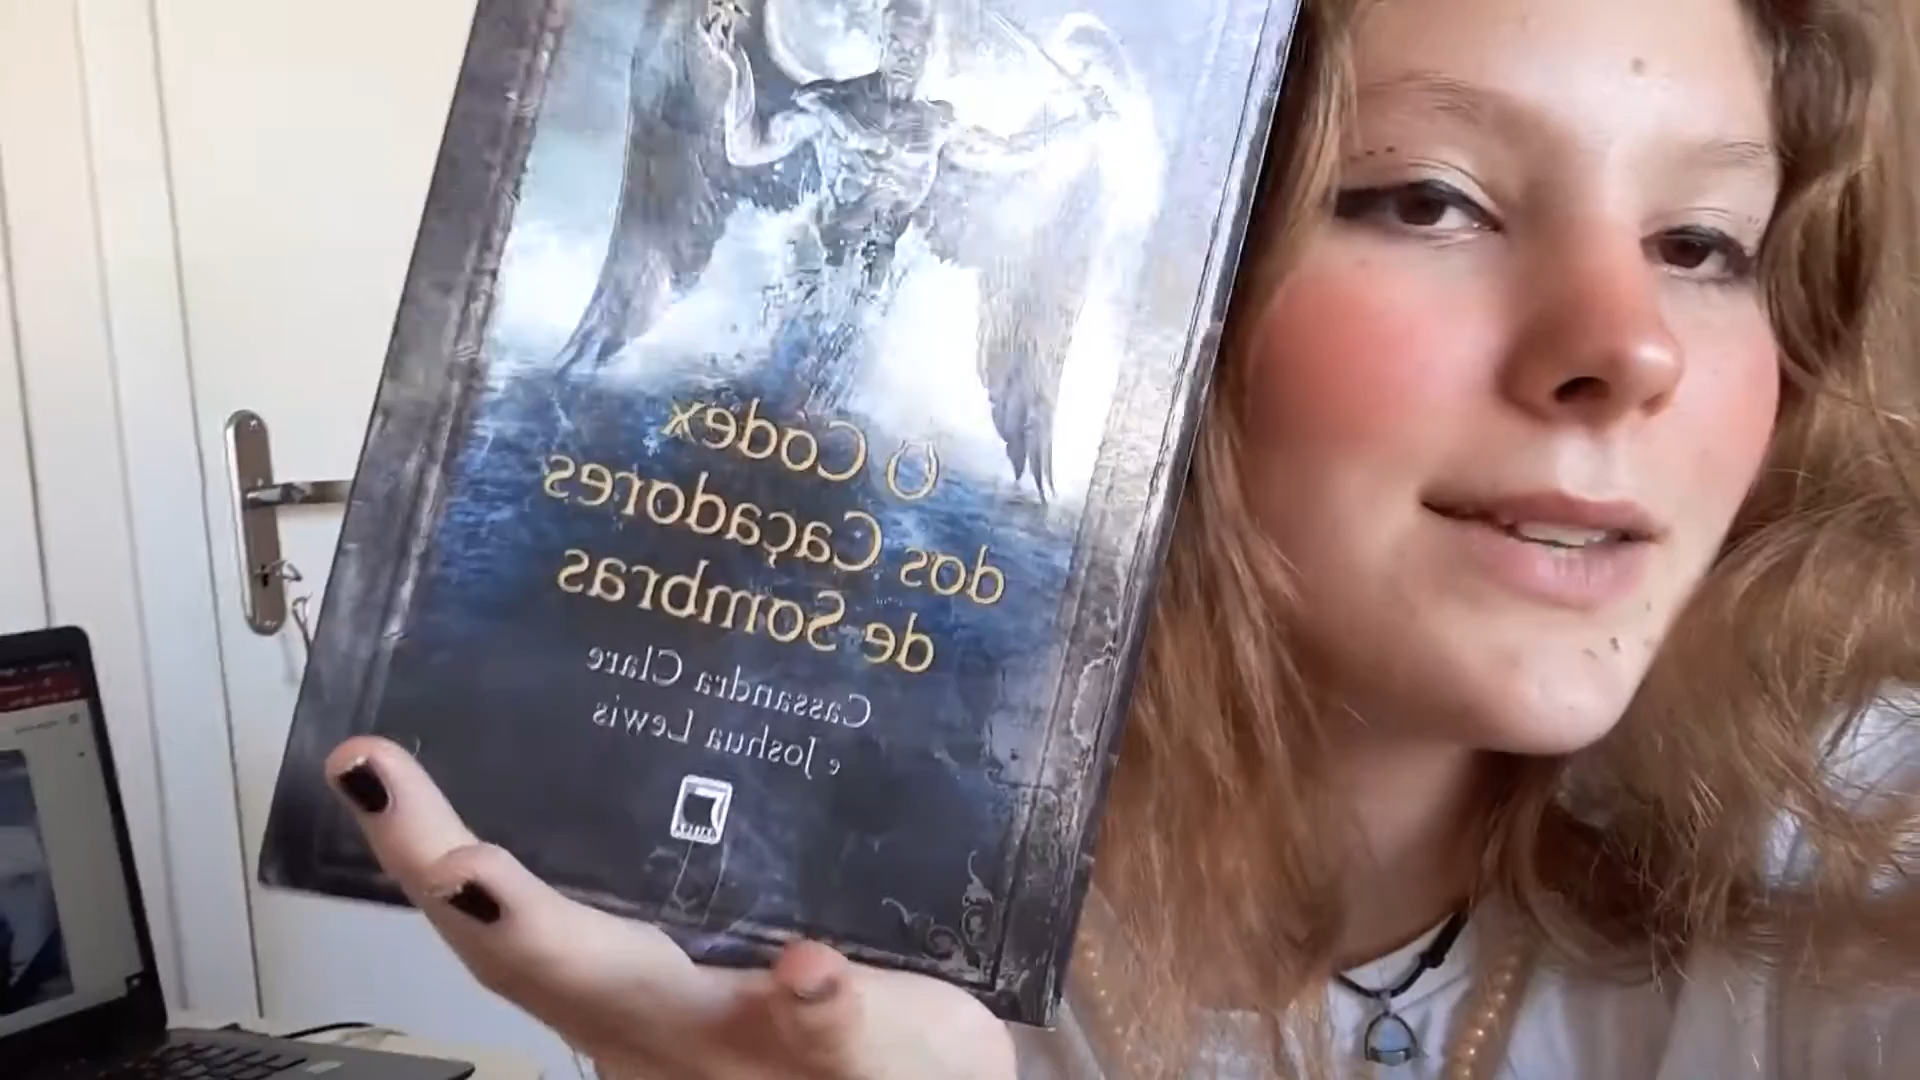 O Codex
dos Caçadores
de Sombras
Cassandra Clare
e Joshua Lewis